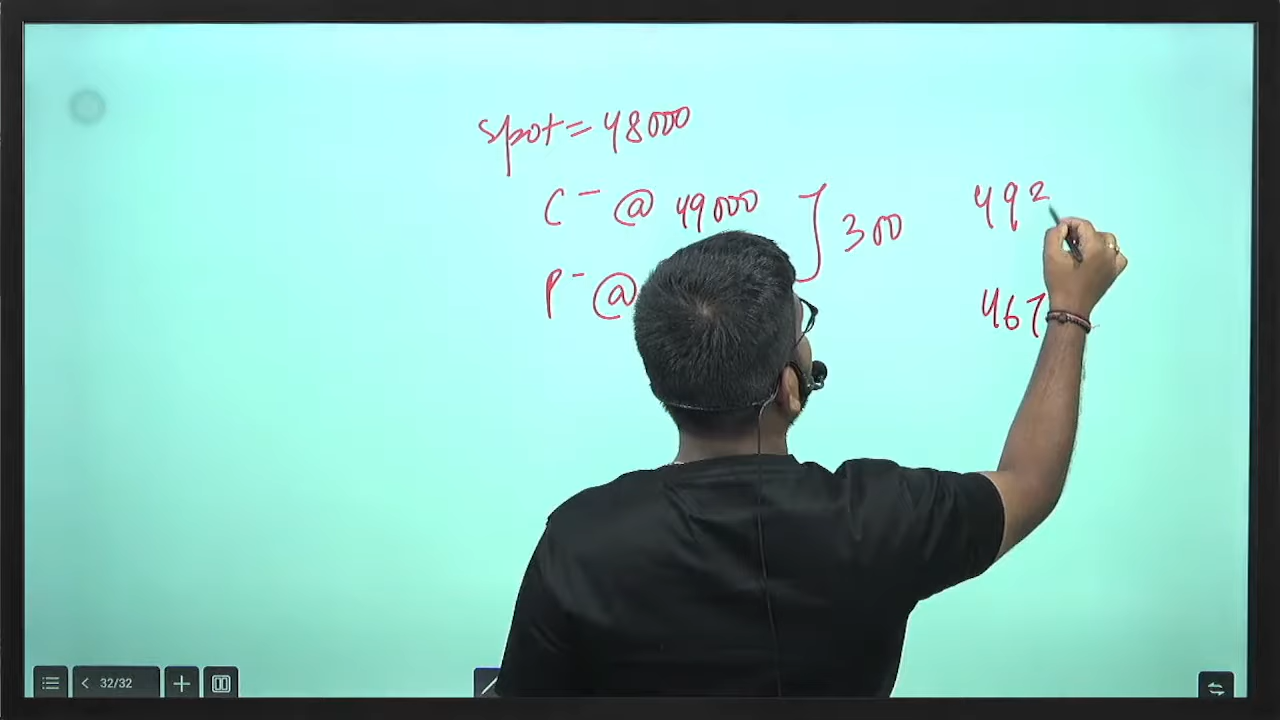 Spot = 48000
C⁻ @ 49000
300
P⁻ @
492
467
32/32